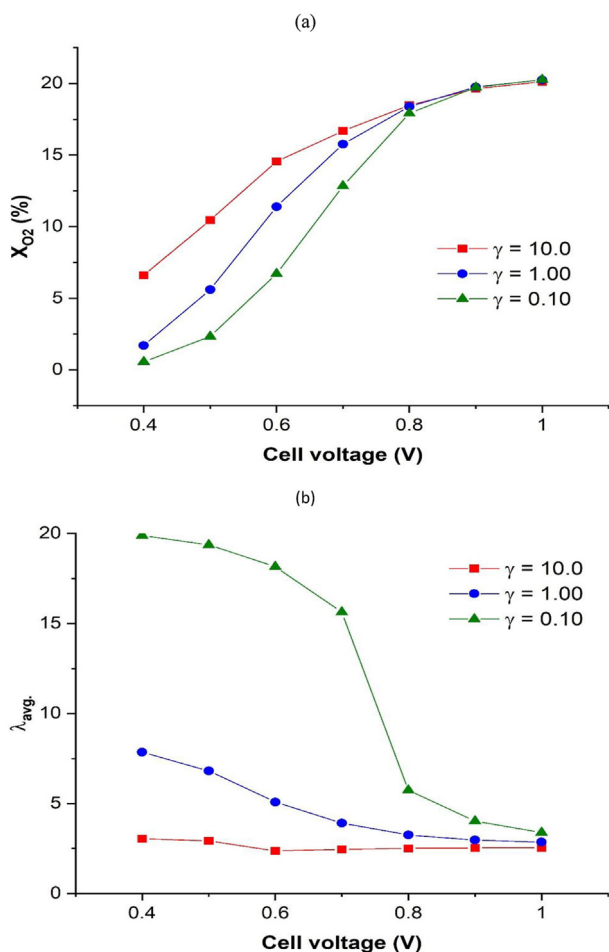 (a)
20
15
10
5
0
X_O2 (%)
γ = 10.0
γ = 1.00
γ = 0.10
0.4
0.6
0.8
1
Cell voltage (V)
(b)
20
15
10
5
0
λ_avg.
γ = 10.0
γ = 1.00
γ = 0.10
0.4
0.6
0.8
1
Cell voltage (V)